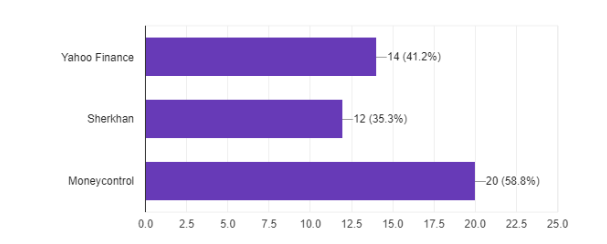 Yahoo Finance 14 (41.2%)
Sherkhan 12 (35.3%)
Moneycontrol 20 (58.8%)
0.0 2.5 5.0 7.5 10.0 12.5 15.0 17.5 20.0 22.5 25.0